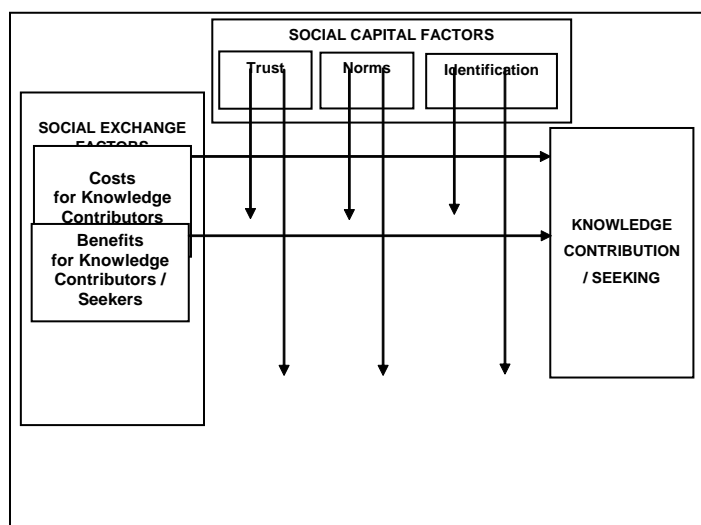 SOCIAL CAPITAL FACTORS
Trust
Norms
Identification
SOCIAL EXCHANGE
FACTORS
Costs
for Knowledge
Contributors
Benefits
for Knowledge
Contributors /
Seekers
KNOWLEDGE
CONTRIBUTION
/ SEEKING